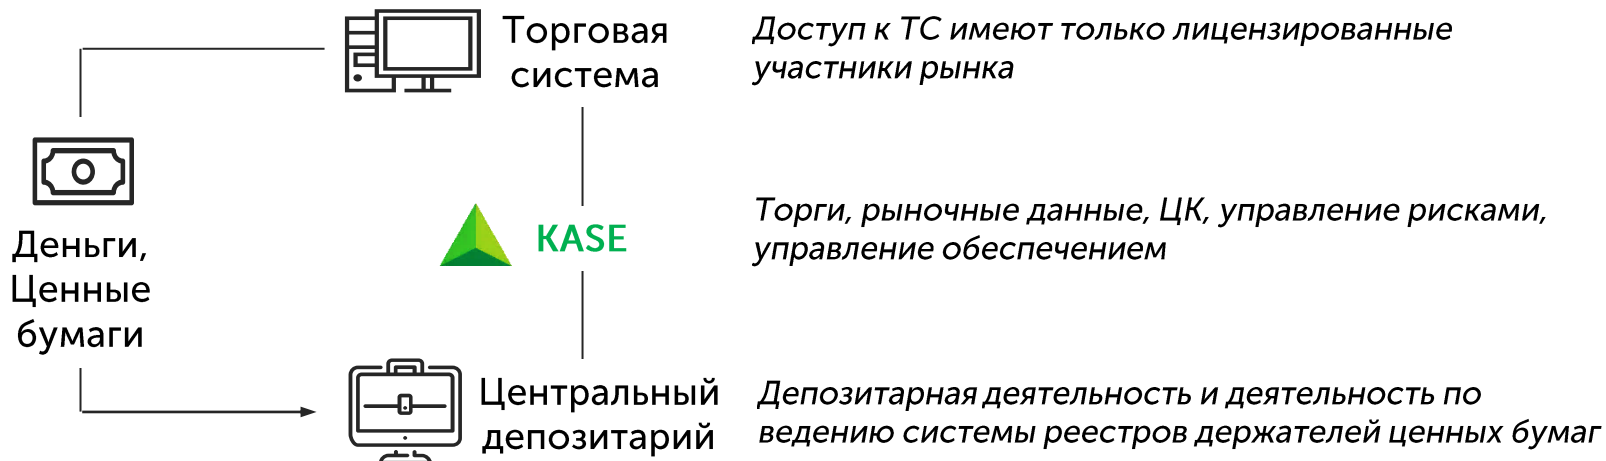 Торговая
система
Доступ к ТС имеют только лицензированные
участники рынка
Деньги,
Ценные
бумаги
KASE
Торги, рыночные данные, ЦК, управление рисками,
управление обеспечением
Центральный
депозитарий
Депозитарная деятельность и деятельность по
ведению системы реестров держателей ценных бумаг